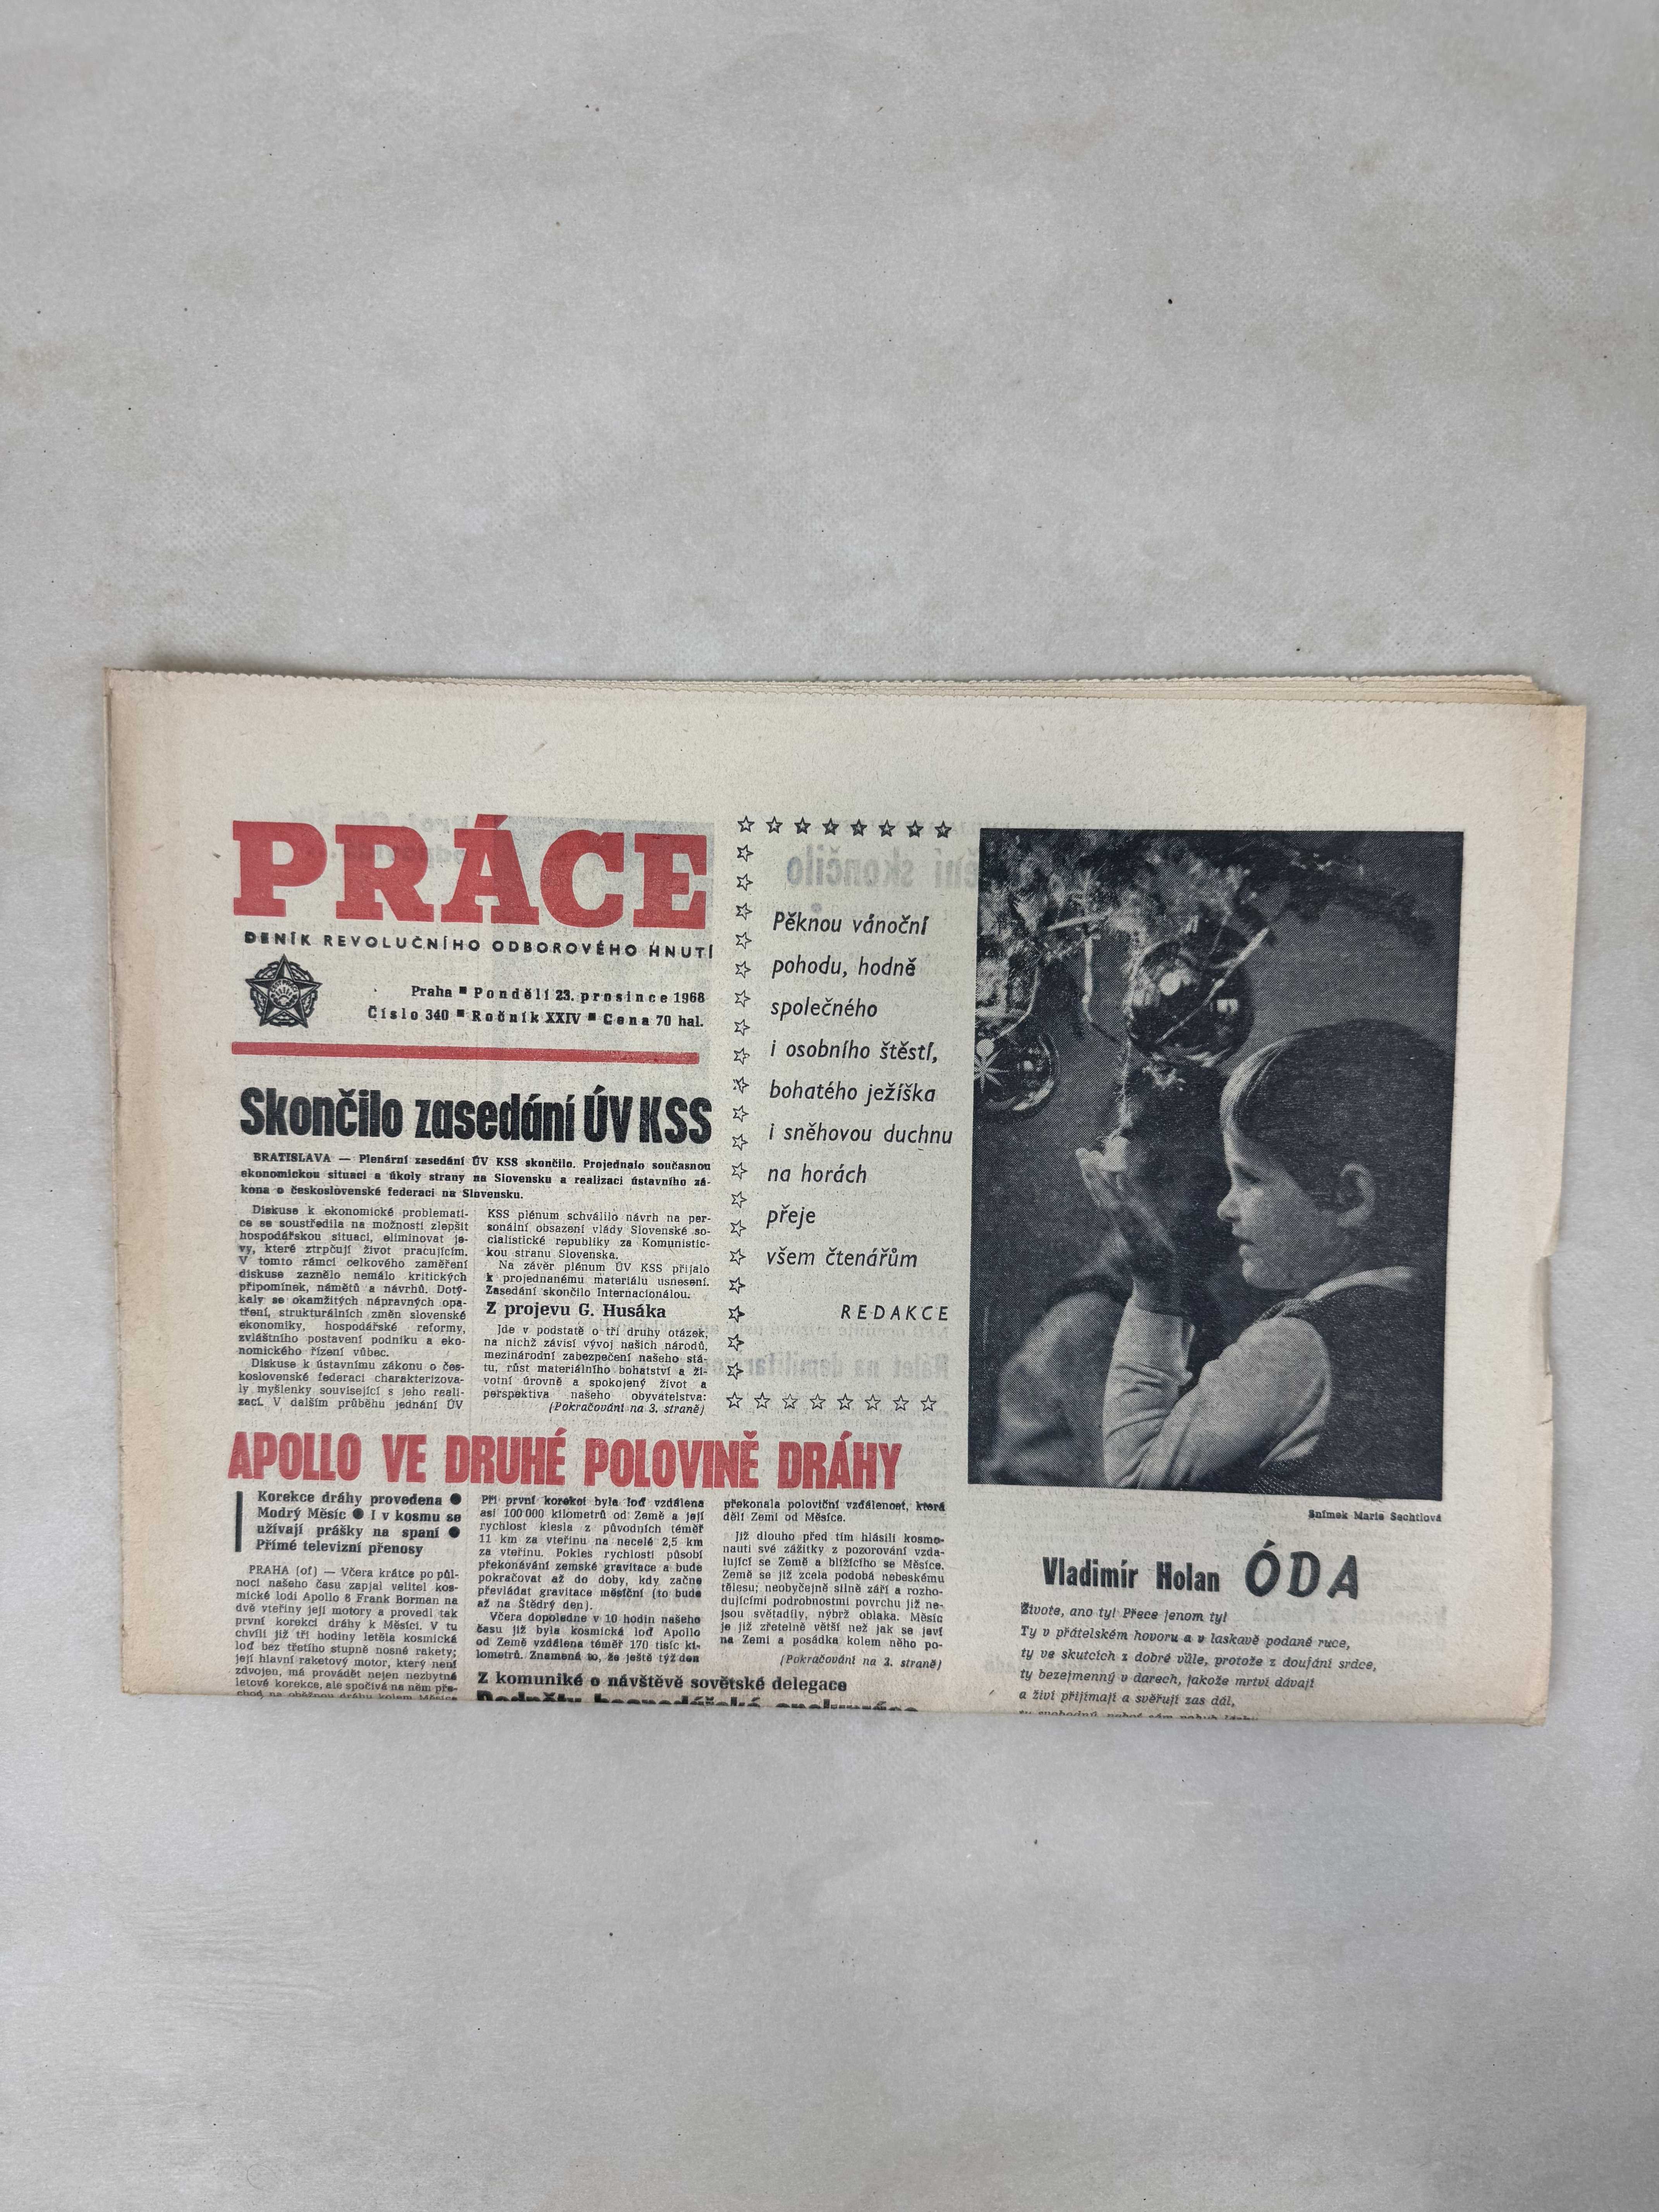 PRÁCE
DENÍK REVOLUČNÍHO ODBOROVÉHO HNUTÍ
Praha ■ Pondělí 23. prosince 1968
Číslo 340 ■ Ročník XXIV ■ Cena 70 hal.
Skončilo zasedání ÚV KSS
BRATISLAVA — Plenární zasedání ÚV KSS skončilo. Projednalo současnou
ekonomickou situaci a úkoly strany na Slovensku a realizaci ústavního zá-
kona o československé federaci na Slovensku.
Diskuse k ekonomické problemati-
ce se soustředila na možnosti zlepšit
hospodářskou situaci, eliminovat je-
vy, které ztrpčují život pracujícím.
V tomto rámci celkového zaměření
diskuse zaznělo nemálo kritických
připomínek, námětů a návrhů. Dotý-
kaly se okamžitých nápravných opa-
tření, strukturálních změn slovenské
ekonomiky, hospodářské reformy,
zvláštního postavení podniku a eko-
nomického řízení vůbec.
Diskuse k ústavnímu zákonu o čes-
koslovenské federaci charakterizova-
ly myšlenky související s jeho reali-
zací. V dalším průběhu jednání ÚV
KSS plénum schválilo návrh na per-
sonální obsazení vlády Slovenské so-
cialistické republiky za Komunistic-
kou stranu Slovenska.
Na závěr plénum ÚV KSS přijalo
k projednanému materiálu usnesení.
Zasedání skončilo Internacionálou.
Z projevu G. Husáka
Jde v podstatě o tři druhy otázek,
na nichž závisí vývoj našich národů,
mezinárodní zabezpečení našeho stá-
tu, růst materiálního bohatství a ži-
votní úrovně a spokojený život a
perspektiva našeho obyvatelstva:
(Pokračování na 3. straně)
Pěknou vánoční
pohodu, hodně
společného
i osobního štěstí,
bohatého ježíška
i sněhovou duchnu
na horách
přeje
všem čtenářům
REDAKCE
APOLLO VE DRUHÉ POLOVINĚ DRÁHY
Korekce dráhy provedena ●
Modrý Měsíc ● I v kosmu se
užívají prášky na spaní ●
Přímé televizní přenosy
PRAHA (of) — Včera krátce po půl-
noci našeho času zapjal velitel kos-
mické lodi Apollo 8 Frank Borman na
dvě vteřiny její motory a provedl tak
první korekci dráhy k Měsíci. V tu
chvíli již tři hodiny letěla kosmická
loď bez třetího stupně nosné rakety;
její hlavní raketový motor, který není
zdvojen, má provádět nejen nezbytné
letové korekce, ale spočívá na něm pře-
chod na oběžnou dráhu kolem Měsíce
Při první korekci byla loď vzdálena
asi 100 000 kilometrů od Země a její
rychlost klesla z původních téměř
11 km za vteřinu na necelé 2,5 km
za vteřinu. Pokles rychlosti působí
překonávání zemské gravitace a bude
pokračovat až do doby, kdy začne
převládat gravitace měsíční (to bude
až na Štědrý den).
Včera dopoledne v 10 hodin našeho
času již byla kosmická loď Apollo
od Země vzdálena téměř 170 tisíc ki-
lometrů. Znamená to, že ještě týž den
překonala poloviční vzdálenost, která
dělí Zemi od Měsíce.
Již dlouho před tím hlásili kosmo-
nauti své zážitky z pozorování vzda-
lující se Země a blížícího se Měsíce.
Země se již zcela podobá nebeskému
tělesu; neobyčejně silně září a rozho-
dujícími podrobnostmi povrchu již ne-
jsou světadíly, nýbrž oblaka. Měsíc
je již zřetelně větší než jak se jeví
na Zemi a posádka kolem něho po-
(Pokračování na 2. straně)
Z komuniké o návštěvě sovětské delegace
Snímek Marie Šechtlová
Vladimír Holan ÓDA
Živote, ano ty! Přece jenom ty!
Ty v přátelském hovoru a v laskavě podané ruce,
ty ve skutcích z dobré vůle, protože z doufání srdce,
ty bezejmenný v darech, jakože mrtví dávají
a živí přijímají a svěřují zas dál,